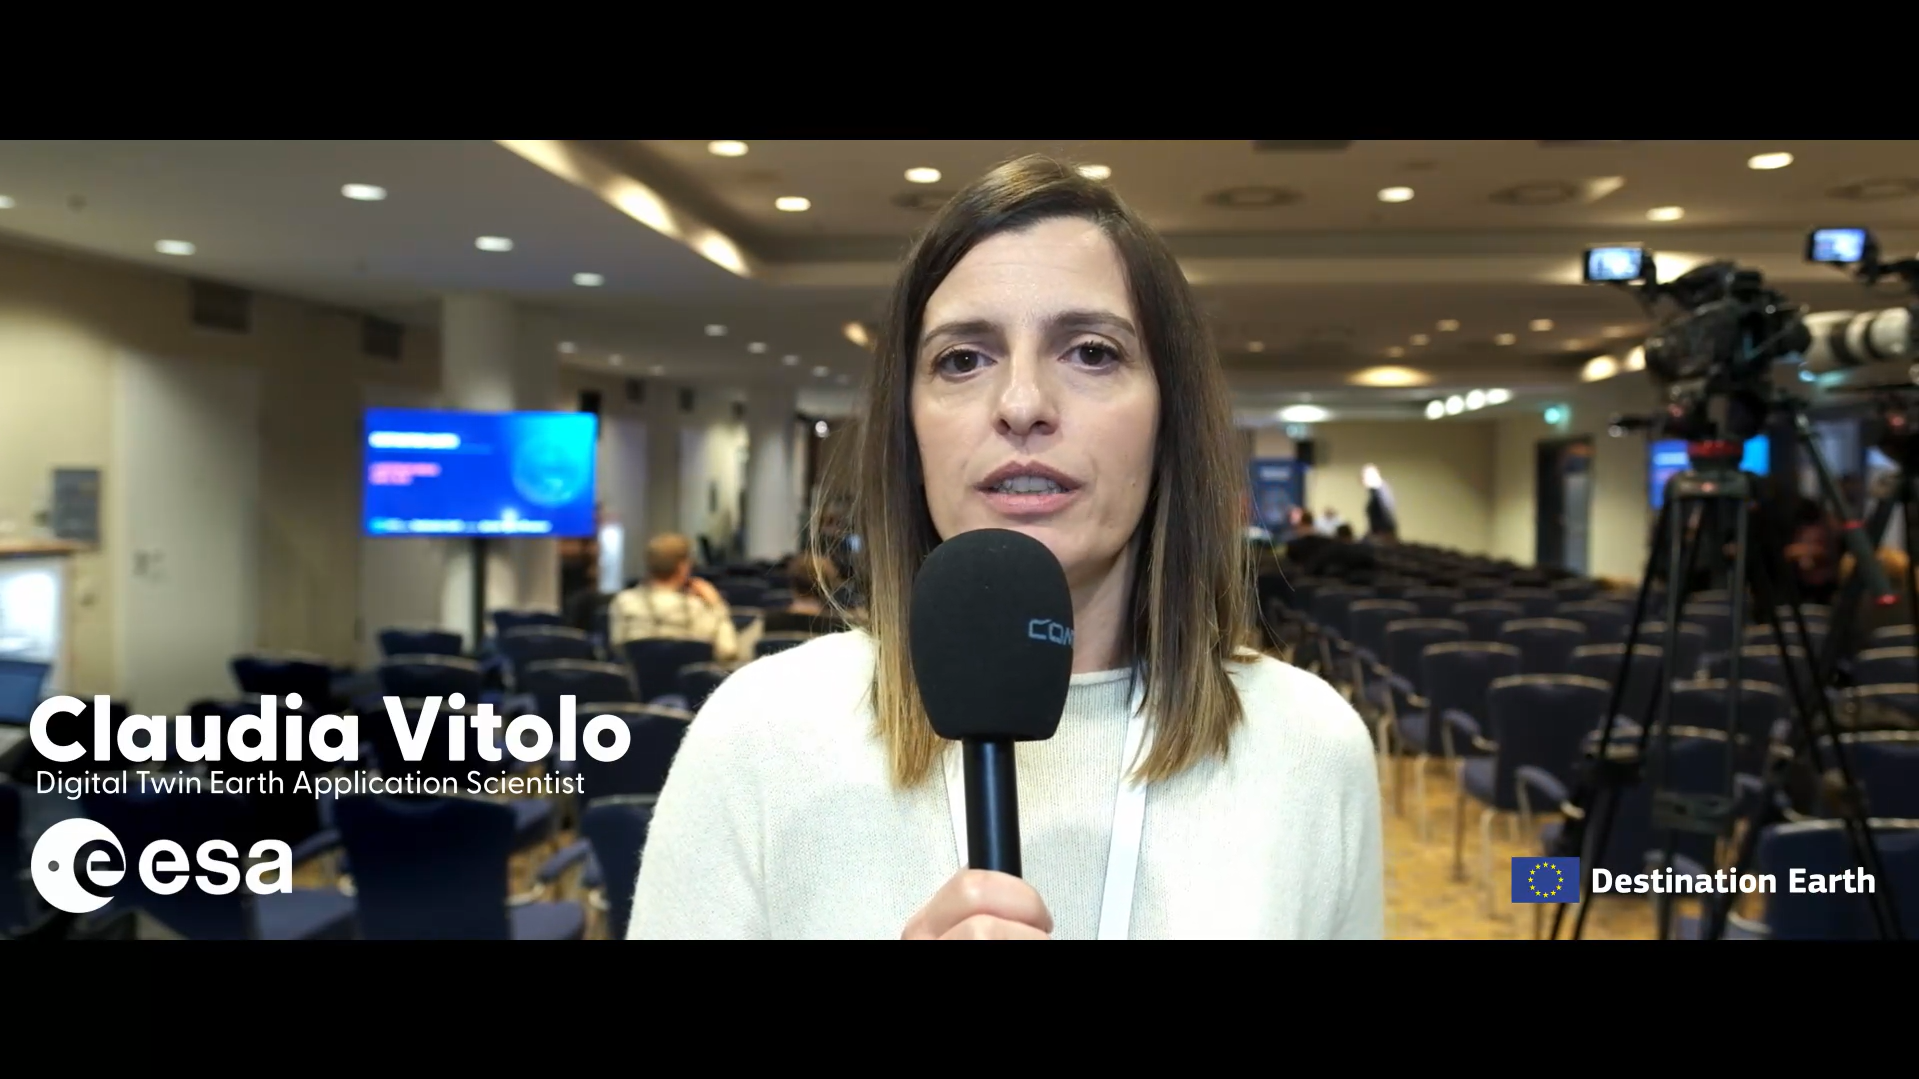 Claudia Vitolo
Digital Twin Earth Application Scientist
esa
Destination Earth